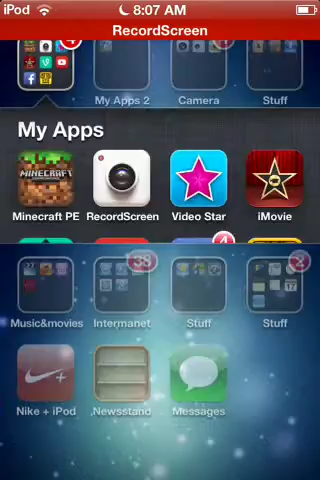 iPod 8:07 AM
RecordScreen
4
My Apps 2 Camera Stuff
My Apps
MINECRAFT
Minecraft PE RecordScreen Video Star iMovie
4
38 2
Music&movies Intermanet Stuff Stuff
Nike + iPod Newsstand Messages